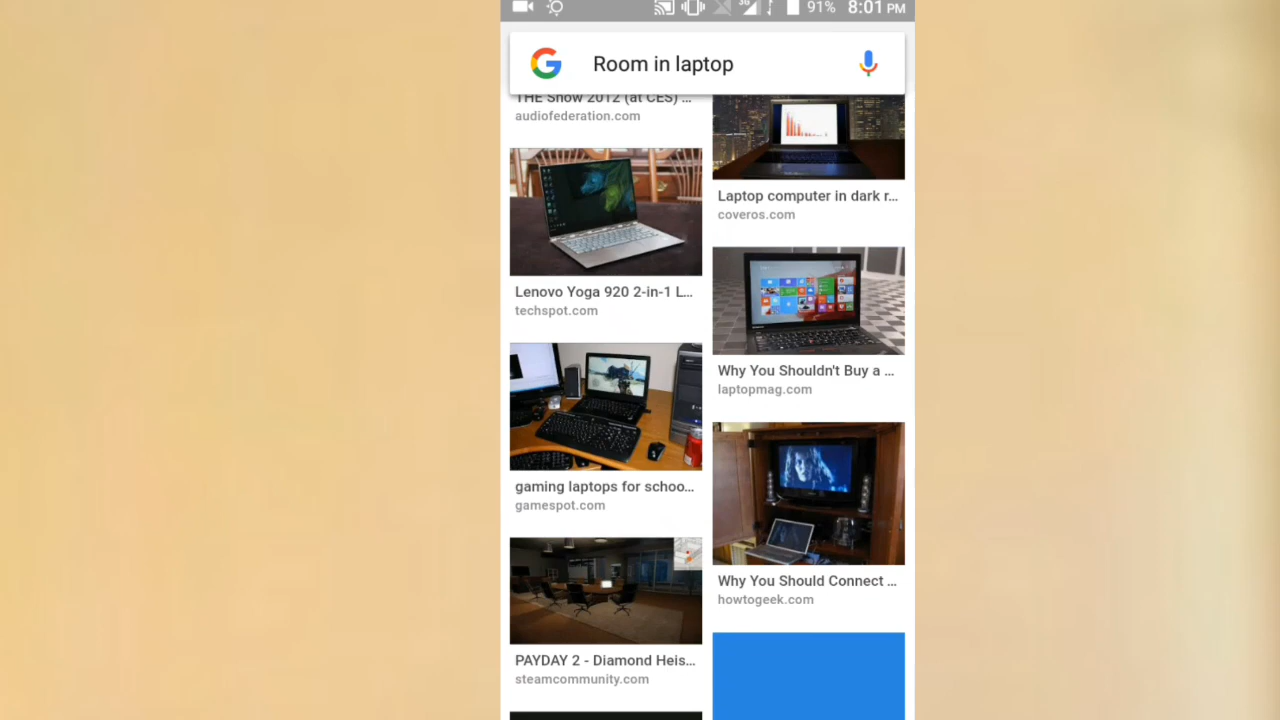 3G 91% 8:01 PM
Room in laptop
THE Show 2012 (at CES) ...
audiofederation.com
Lenovo Yoga 920 2-in-1 L...
techspot.com
gaming laptops for schoo...
gamespot.com
PAYDAY 2 - Diamond Heis...
steamcommunity.com
Laptop computer in dark r...
coveros.com
Why You Shouldn't Buy a ...
laptopmag.com
Why You Should Connect ...
howtogeek.com